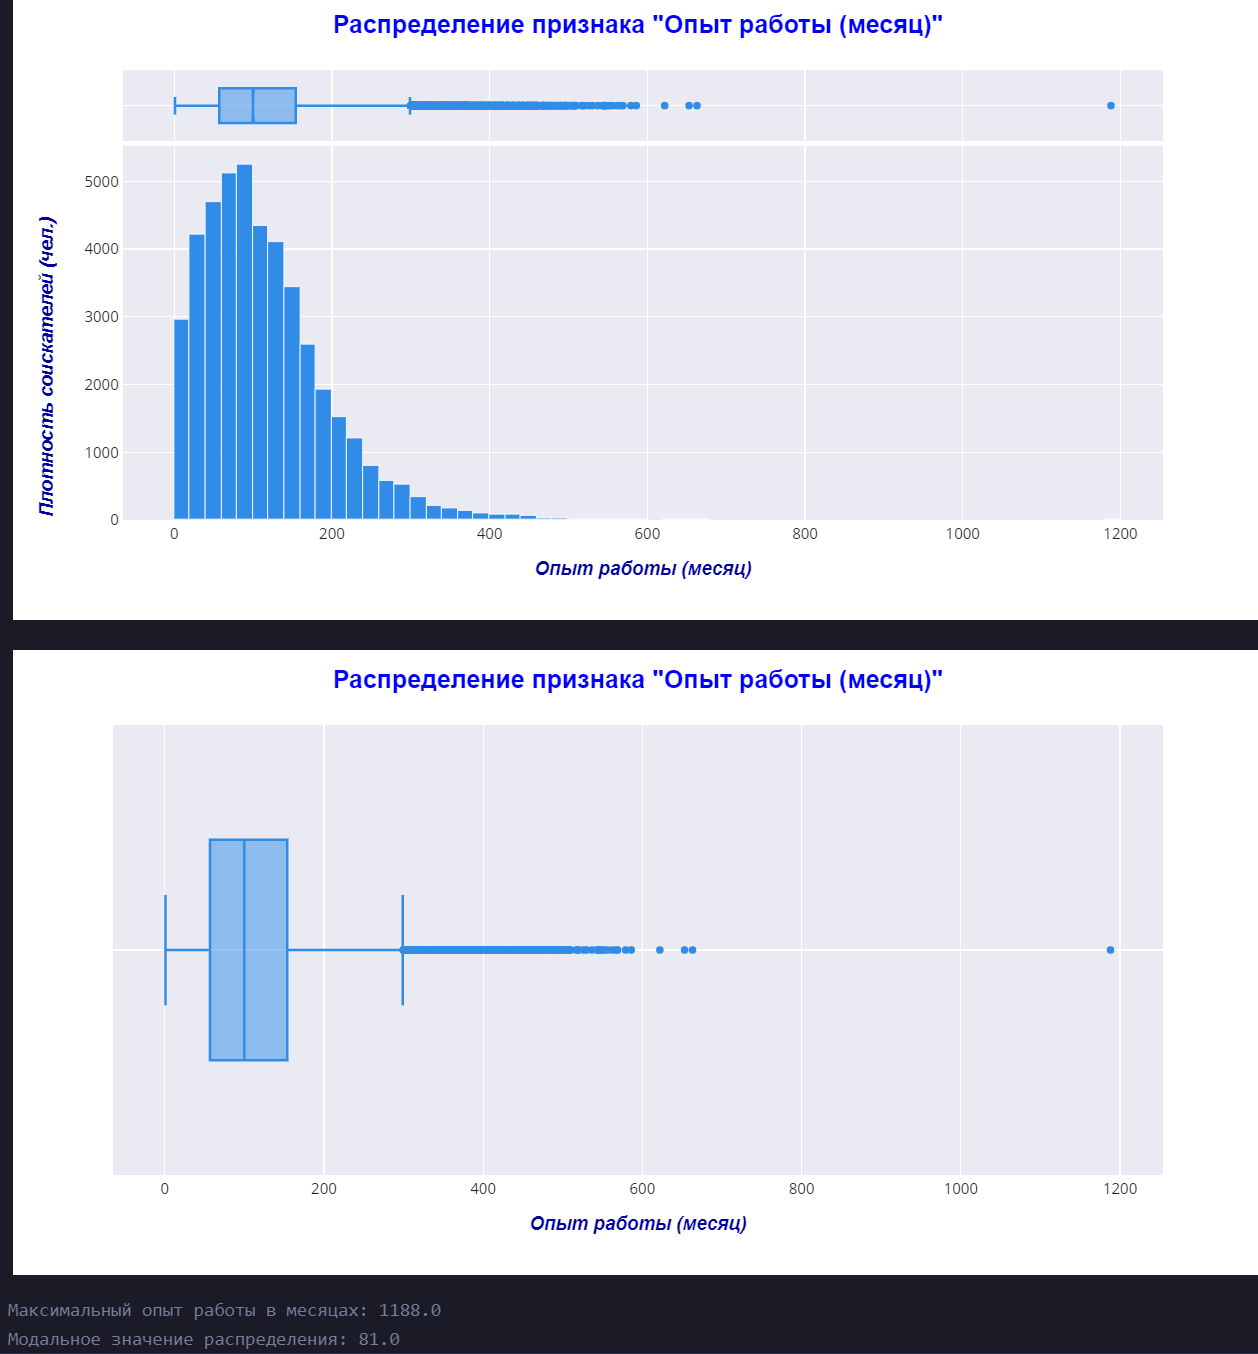 Распределение признака "Опыт работы (месяц)"
5000
4000
3000
2000
1000
0
Плотность соискателей (чел.)
0 200 400 600 800 1000 1200
Опыт работы (месяц)
Распределение признака "Опыт работы (месяц)"
0 200 400 600 800 1000 1200
Опыт работы (месяц)
Максимальный опыт работы в месяцах: 1188.0
Модальное значение распределения: 81.0